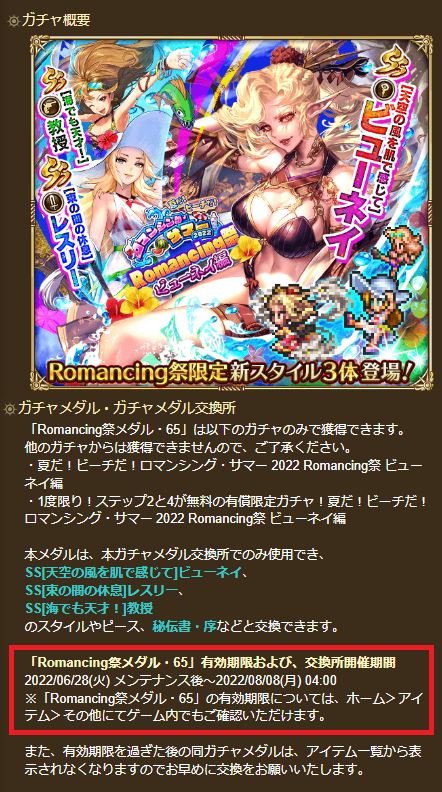 ガチャ概要
SS
[海でも天才!]
教授
SS
[束の間の休息]
レスリー
SS
[天空の風を肌で感じて]
ビューネイ
夏だ!ビーチだ!
ロマンシング・サマー2022
Romancing祭
ビューネイ編
Romancing祭限定新スタイル3体登場!
ガチャメダル・ガチャメダル交換所
「Romancing祭メダル・65」は以下のガチャのみで獲得できます。
他のガチャからは獲得できませんので、ご了承ください。
・夏だ!ビーチだ!ロマンシング・サマー 2022 Romancing祭 ビュー
ネイ編
・1度限り!ステップ2と4が無料の有償限定ガチャ!夏だ!ビーチだ!
ロマンシング・サマー 2022 Romancing祭 ビューネイ編
本メダルは、本ガチャメダル交換所でのみ使用でき、
SS[天空の風を肌で感じて]ビューネイ、
SS[束の間の休息]レスリー、
SS[海でも天才!]教授
のスタイルやピース、秘伝書・序などと交換できます。
「Romancing祭メダル・65」有効期限および、交換所開催期間
2022/06/28(火) メンテナンス後~2022/08/08(月) 04:00
※「Romancing祭メダル・65」の有効期限については、ホーム>アイ
テム>その他にてゲーム内でもご確認いただけます。
また、有効期限を過ぎた後の同ガチャメダルは、アイテム一覧から表
示されなくなりますのでお早めに交換をお願いいたします。